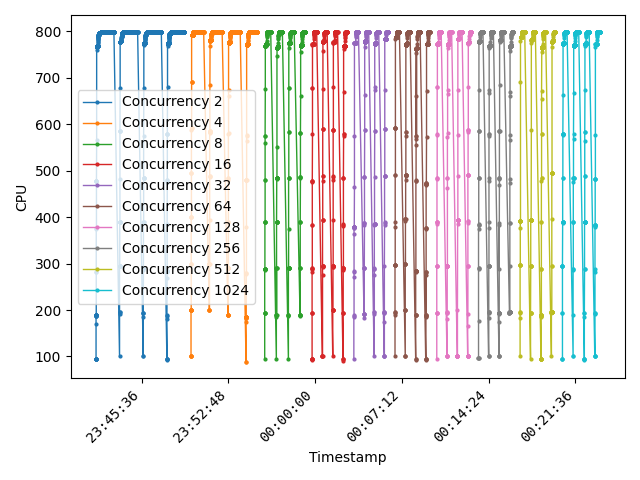 800
700
600
500
400
300
200
100
CPU
Concurrency 2
Concurrency 4
Concurrency 8
Concurrency 16
Concurrency 32
Concurrency 64
Concurrency 128
Concurrency 256
Concurrency 512
Concurrency 1024
23:45:36
23:52:48
00:00:00
00:07:12
00:14:24
00:21:36
Timestamp